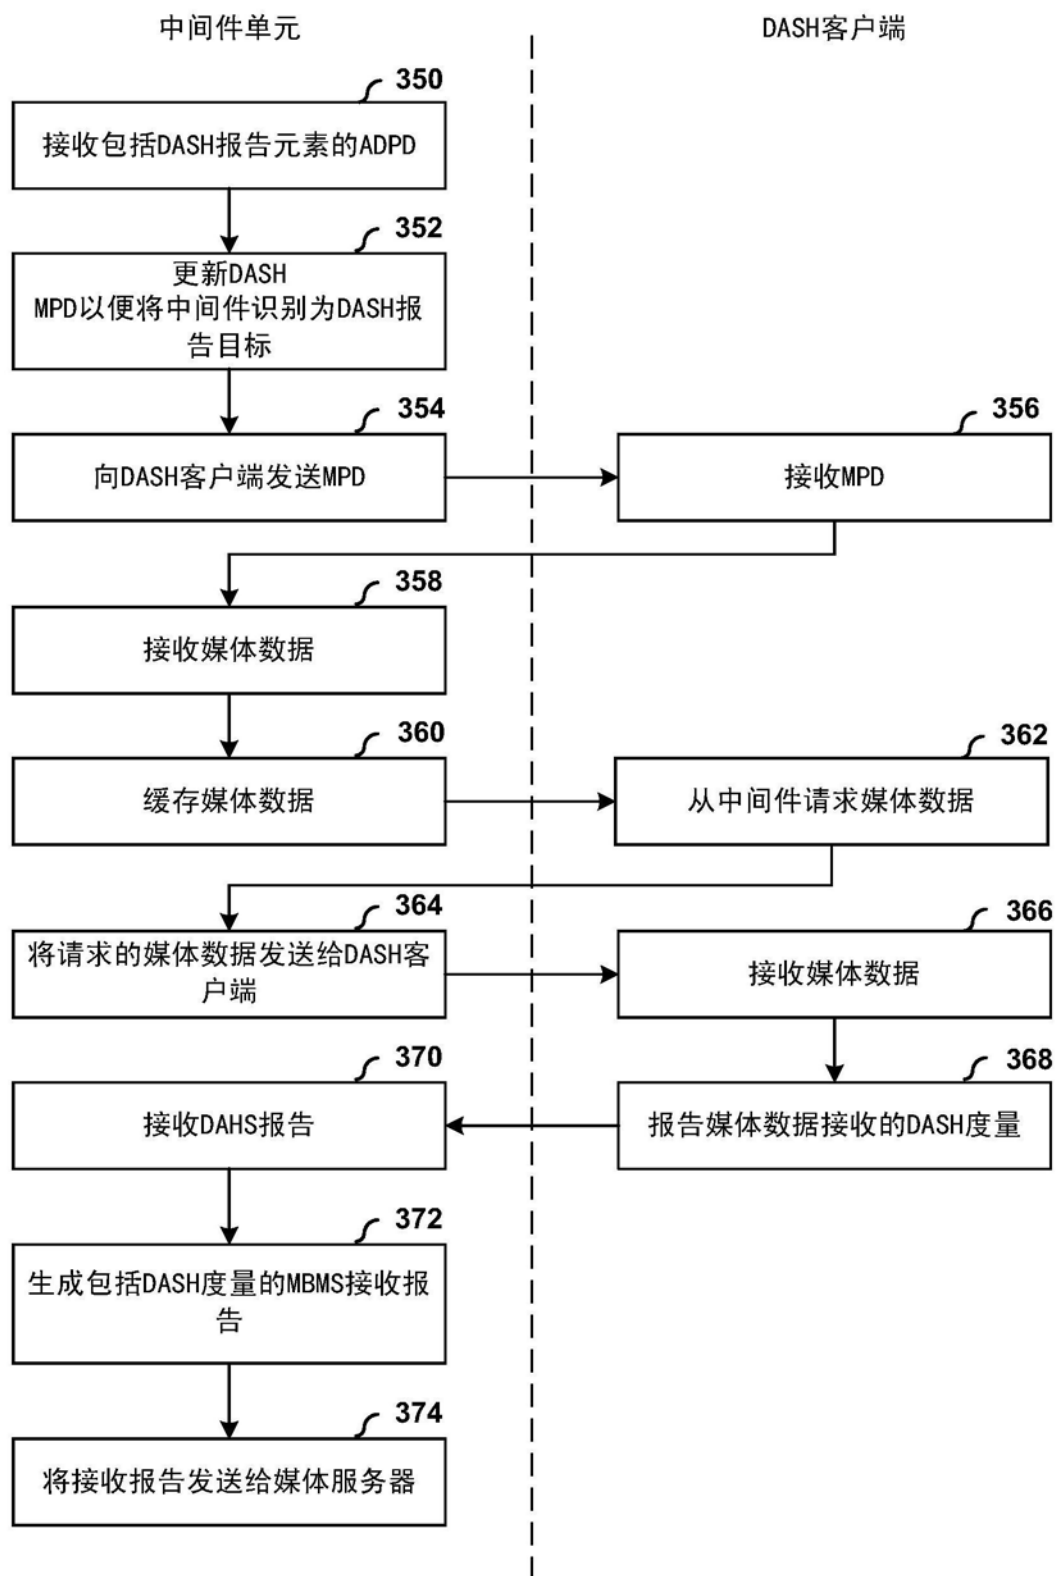 中间件单元
DASH客户端
350
接收包括DASH报告元素的ADPD
352
更新DASH
MPD以便将中间件识别为DASH报
告目标
354
向DASH客户端发送MPD
356
接收MPD
358
接收媒体数据
360
缓存媒体数据
362
从中间件请求媒体数据
364
将请求的媒体数据发送给DASH客
户端
366
接收媒体数据
368
报告媒体数据接收的DASH度量
370
接收DAHS报告
372
生成包括DASH度量的MBMS接收报
告
374
将接收报告发送给媒体服务器